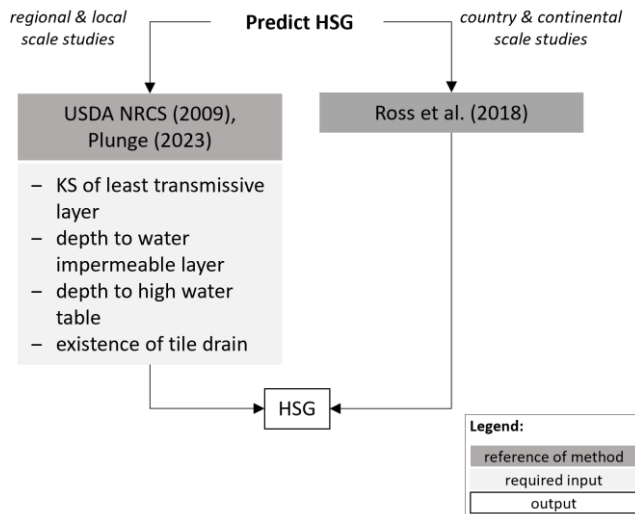 regional & local
scale studies
Predict HSG
country & continental
scale studies
USDA NRCS (2009),
Plunge (2023)
Ross et al. (2018)
– KS of least transmissive
layer
– depth to water
impermeable layer
– depth to high water
table
– existence of tile drain
HSG
Legend:
reference of method
required input
output